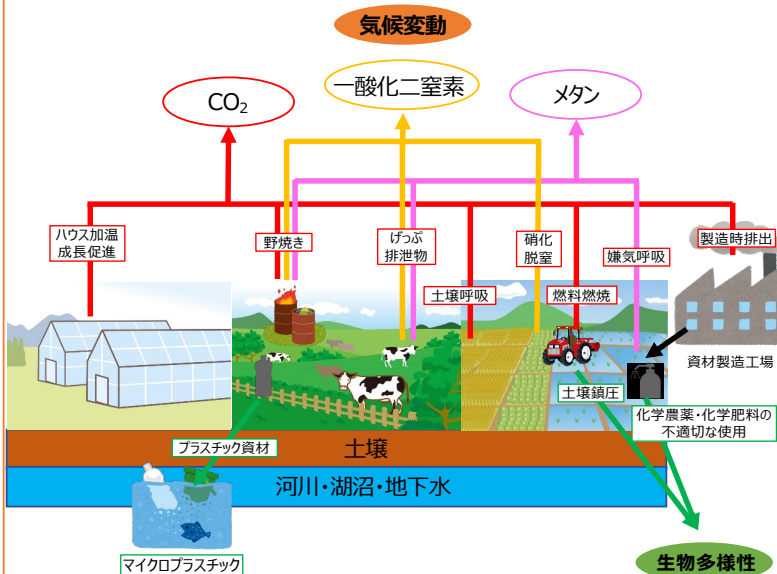 気候変動
CO₂
一酸化二窒素
メタン
ハウス加温
成長促進
野焼き
げっぷ
排泄物
硝化
脱窒
嫌気呼吸
製造時排出
土壌呼吸
燃料燃焼
資材製造工場
土壌鎮圧
化学農薬・化学肥料の
不適切な使用
プラスチック資材
土壌
河川・湖沼・地下水
マイクロプラスチック
生物多様性